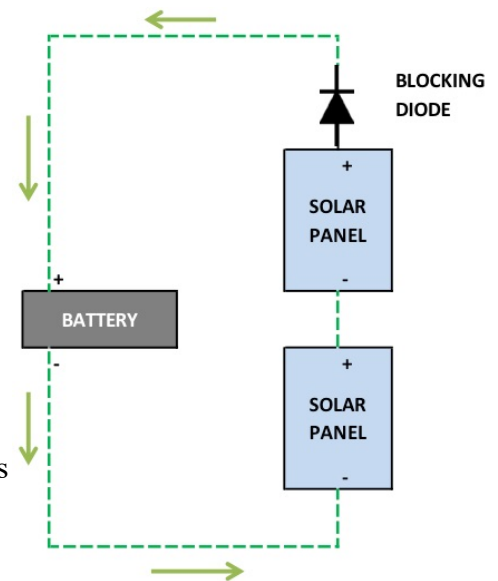 BLOCKING
DIODE
+
SOLAR
PANEL
-
+
BATTERY
-
+
SOLAR
PANEL
-
s